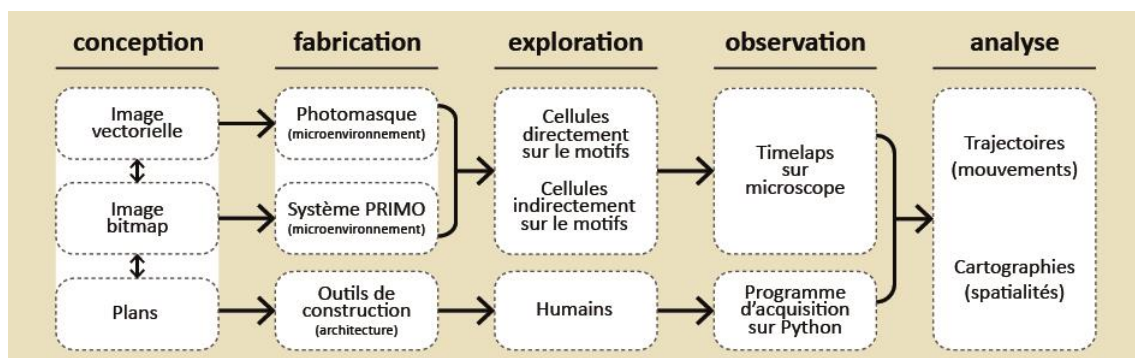 conception
fabrication
exploration
observation
analyse
Image
vectorielle
Image
bitmap
Plans
Photomasque
(microenvironnement)
Système PRIMO
(microenvironnement)
Outils de
construction
(architecture)
Cellules
directement
sur le motifs
Cellules
indirectement
sur le motifs
Humains
Timelaps
sur
microscope
Programme
d'acquisition
sur Python
Trajectoires
(mouvements)
Cartographies
(spatialités)